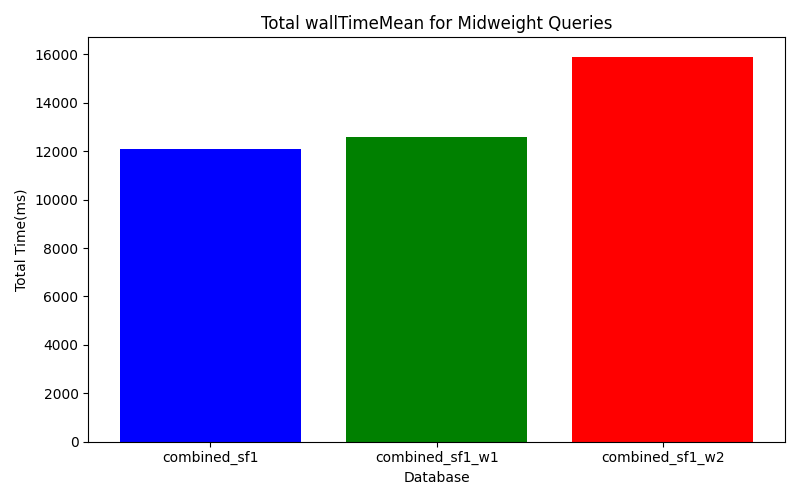 Total wallTimeMean for Midweight Queries
Total Time(ms)
16000
14000
12000
10000
8000
6000
4000
2000
0
combined_sf1
combined_sf1_w1
combined_sf1_w2
Database